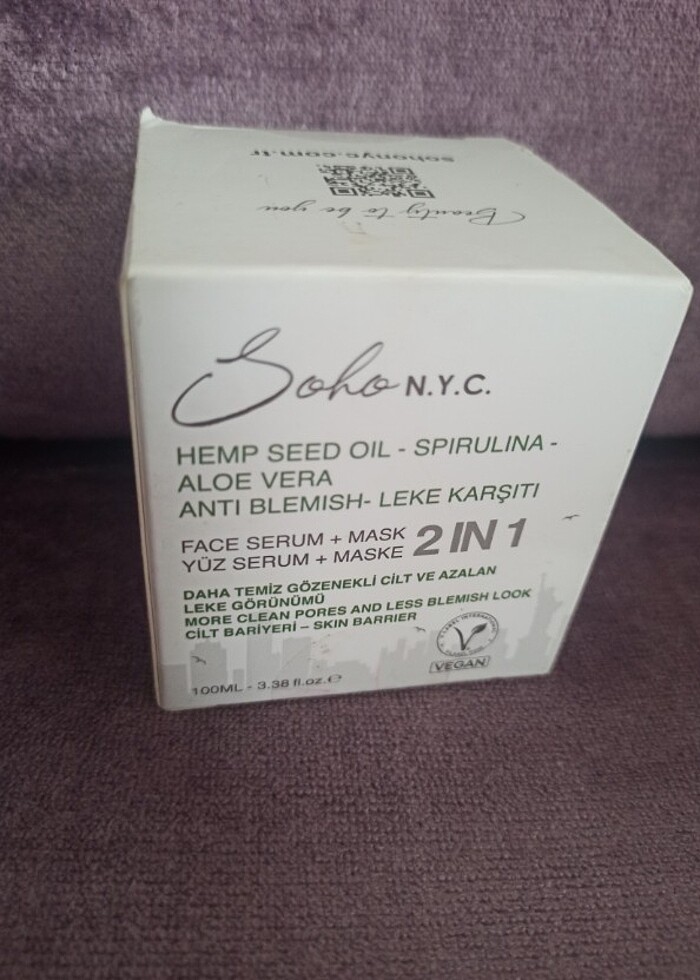 sohonyc.com.tr
Beauty to be you
Soho N.Y.C.
HEMP SEED OIL - SPIRULINA -
ALOE VERA
ANTI BLEMISH- LEKE KARŞITI
FACE SERUM + MASK
YÜZ SERUM + MASKE
2 IN 1
DAHA TEMİZ GÖZENEKLİ CİLT VE AZALAN
LEKE GÖRÜNÜMÜ
MORE CLEAN PORES AND LESS BLEMISH LOOK
CİLT BARİYERİ – SKIN BARRIER
VEGAN
100ML - 3.38 fl.oz.℮